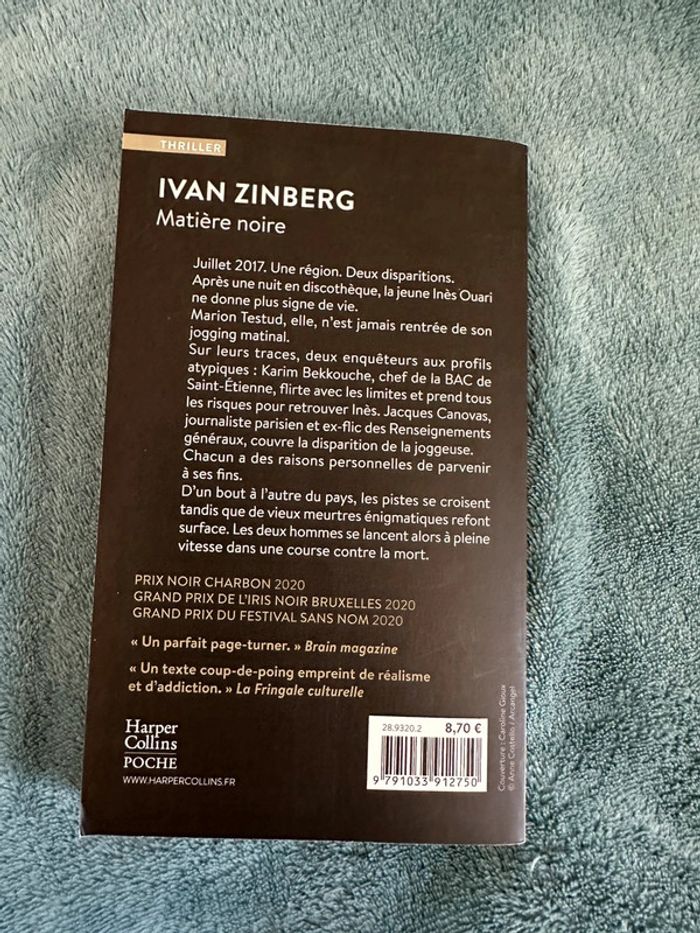 THRILLER
IVAN ZINBERG
Matière noire
Juillet 2017. Une région. Deux disparitions.
Après une nuit en discothèque, la jeune Inès Ouari
ne donne plus signe de vie.
Marion Testud, elle, n'est jamais rentrée de son
jogging matinal.
Sur leurs traces, deux enquêteurs aux profils
atypiques : Karim Bekkouche, chef de la BAC de
Saint-Étienne, flirte avec les limites et prend tous
les risques pour retrouver Inès. Jacques Canovas,
journaliste parisien et ex-flic des Renseignements
généraux, couvre la disparition de la joggeuse.
Chacun a des raisons personnelles de parvenir
à ses fins.
D'un bout à l'autre du pays, les pistes se croisent
tandis que de vieux meurtres énigmatiques refont
surface. Les deux hommes se lancent alors à pleine
vitesse dans une course contre la mort.
PRIX NOIR CHARBON 2020
GRAND PRIX DE L'IRIS NOIR BRUXELLES 2020
GRAND PRIX DU FESTIVAL SANS NOM 2020
« Un parfait page-turner. » Brain magazine
« Un texte coup-de-poing empreint de réalisme
et d'addiction. » La Fringale culturelle
Harper
Collins
POCHE
WWW.HARPERCOLLINS.FR
28.9320.2
8,70 €
9 791033 912750
Couverture : Caroline Gioux
© Anne Costello / Arcangel